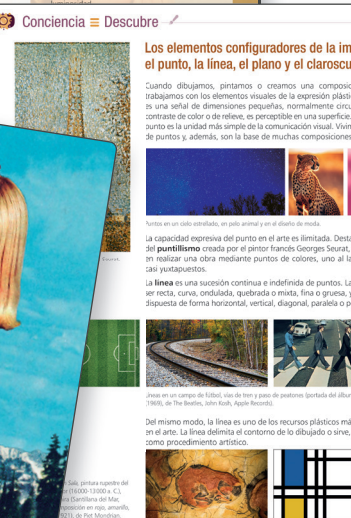 luminosidad
Conciencia ≡ Descubre
Los elementos configuradores de la im
el punto, la línea, el plano y el claroscu
Cuando dibujamos, pintamos o creamos una composic
trabajamos con los elementos visuales de la expresión plástic
es una señal de dimensiones pequeñas, normalmente circu
contraste de color o de relieve, es perceptible en una superficie.
punto es la unidad más simple de la comunicación visual. Vivim
de puntos y, además, son la base de muchas composiciones
Puntos en un cielo estrellado, en pelo animal y en el diseño de moda.
La capacidad expresiva del punto en el arte es ilimitada. Desta
del puntillismo creada por el pintor francés Georges Seurat,
en realizar una obra mediante puntos de colores, uno al la
casi yuxtapuestos.
Seurat.
La línea es una sucesión continua e indefinida de puntos. La
ser recta, curva, ondulada, quebrada o mixta, fina o gruesa, y
dispuesta de forma horizontal, vertical, diagonal, paralela o p
Líneas en un campo de fútbol, vías de tren y paso de peatones (portada del álbum
(1969), de The Beatles, John Kosh, Apple Records).
Del mismo modo, la línea es uno de los recursos plásticos má
en el arte. La línea delimita el contorno de lo dibujado o sirve,
como procedimiento artístico.
Sala, pintura rupestre del
(16000-13000 a. C.),
ira (Santillana del Mar,
mposición en rojo, amarillo,
921), de Piet Mondrian.